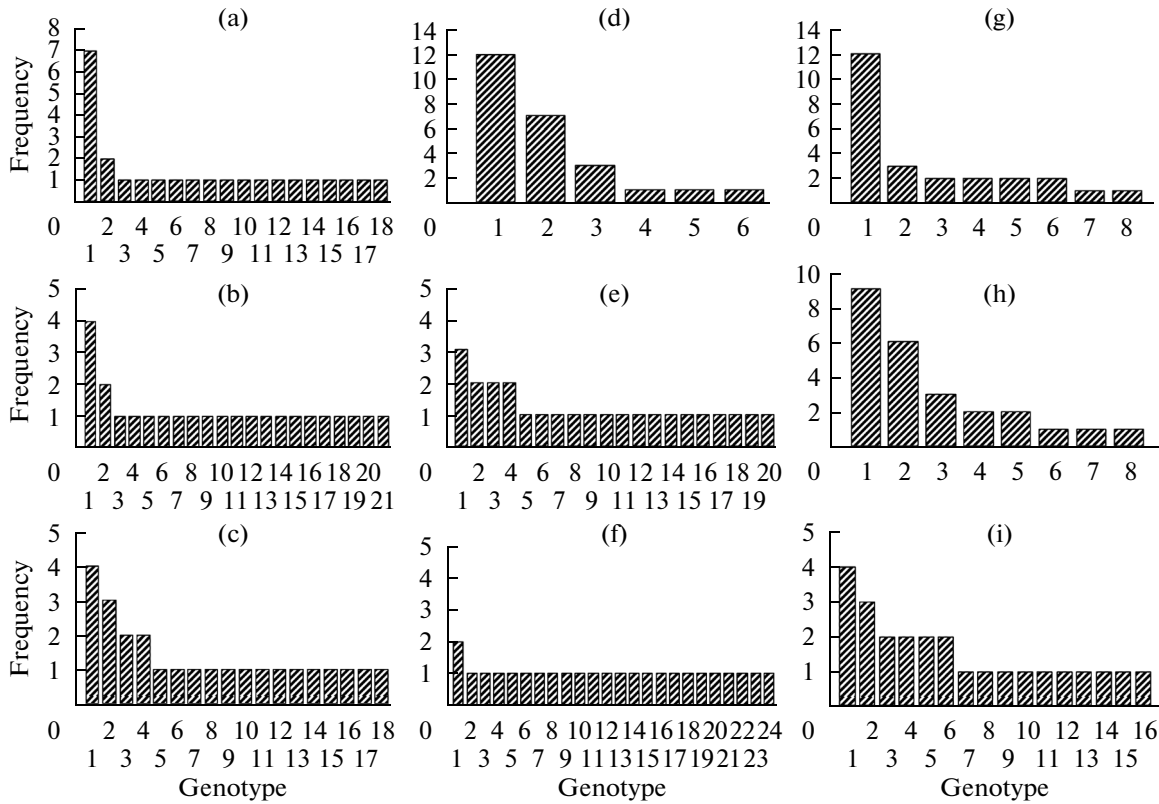 (a)
Frequency
8
7
6
5
4
3
2
1
0
2 4 6 8 10 12 14 16 18
1 3 5 7 9 11 13 15 17
(d)
14
12
10
8
6
4
2
0
1 2 3 4 5 6
(g)
14
12
10
8
6
4
2
0
1 2 3 4 5 6 7 8
(b)
Frequency
5
4
3
2
1
0
2 4 6 8 10 12 14 16 18 20
1 3 5 7 9 11 13 15 17 19 21
(e)
5
4
3
2
1
0
2 4 6 8 10 12 14 16 18 20
1 3 5 7 9 11 13 15 17 19
(h)
10
8
6
4
2
0
1 2 3 4 5 6 7 8
(c)
Frequency
5
4
3
2
1
0
2 4 6 8 10 12 14 16 18
1 3 5 7 9 11 13 15 17
Genotype
(f)
5
4
3
2
1
0
2 4 6 8 10 12 14 16 18 20 22 24
1 3 5 7 9 11 13 15 17 19 21 23
Genotype
(i)
5
4
3
2
1
0
2 4 6 8 10 12 14 16
1 3 5 7 9 11 13 15
Genotype